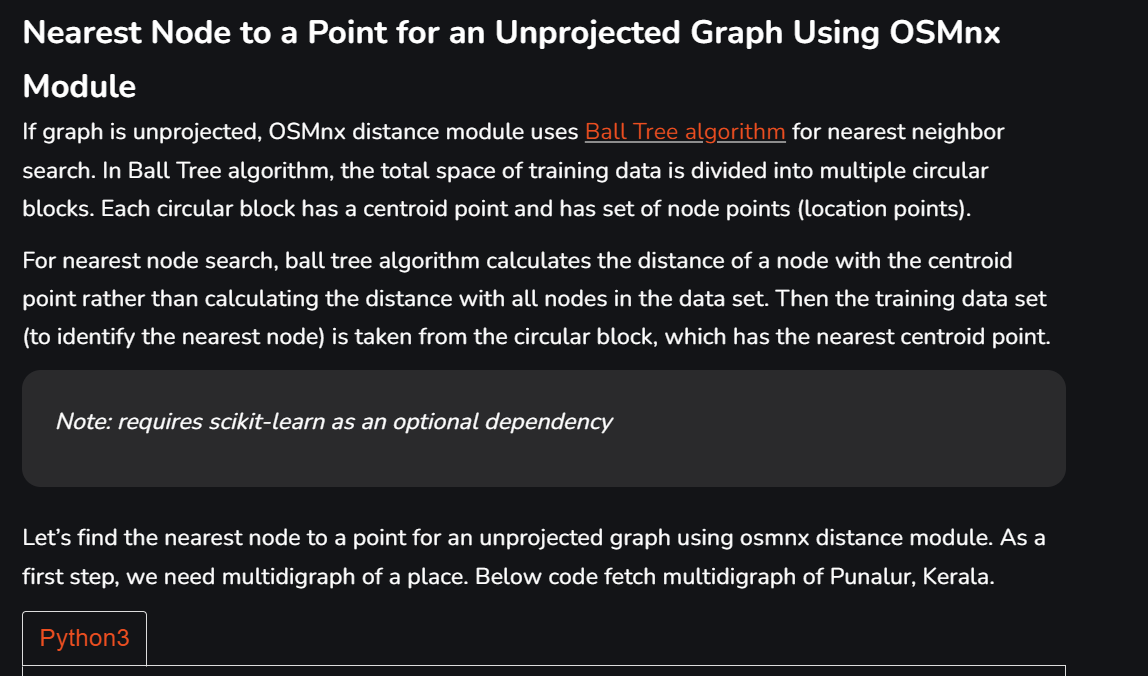 Nearest Node to a Point for an Unprojected Graph Using OSMnx
Module
If graph is unprojected, OSMnx distance module uses Ball Tree algorithm for nearest neighbor
search. In Ball Tree algorithm, the total space of training data is divided into multiple circular
blocks. Each circular block has a centroid point and has set of node points (location points).
For nearest node search, ball tree algorithm calculates the distance of a node with the centroid
point rather than calculating the distance with all nodes in the data set. Then the training data set
(to identify the nearest node) is taken from the circular block, which has the nearest centroid point.
Note: requires scikit-learn as an optional dependency
Let’s find the nearest node to a point for an unprojected graph using osmnx distance module. As a
first step, we need multidigraph of a place. Below code fetch multidigraph of Punalur, Kerala.
Python3